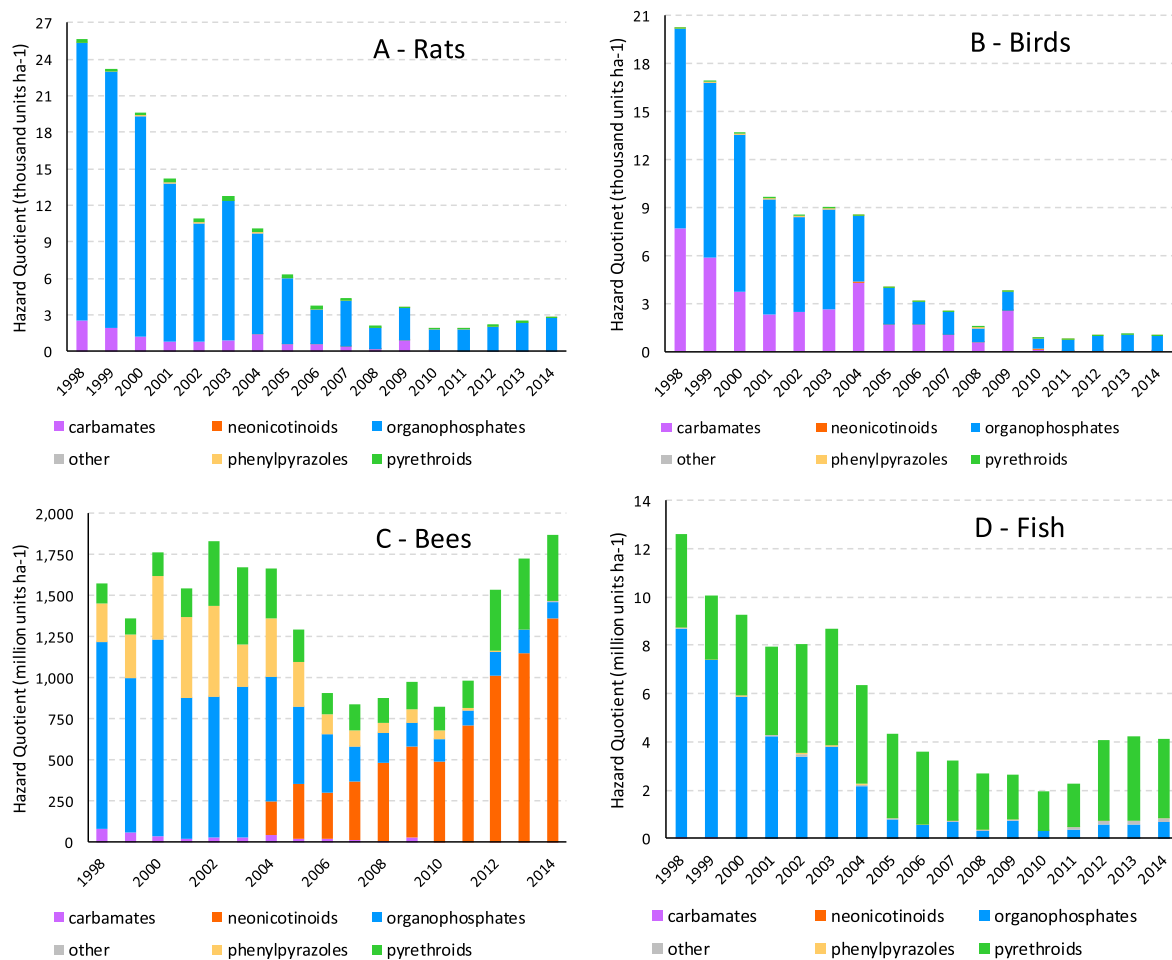 A - Rats
Hazard Quotient (thousand units ha-1)
27
24
21
18
15
12
9
6
3
0
1998 1999 2000 2001 2002 2003 2004 2005 2006 2007 2008 2009 2010 2011 2012 2013 2014
carbamates neonicotinoids organophosphates
other phenylpyrazoles pyrethroids
B - Birds
Hazard Quotinet (thousand units ha-1)
21
18
15
12
9
6
3
0
1998 1999 2000 2001 2002 2003 2004 2005 2006 2007 2008 2009 2010 2011 2012 2013 2014
carbamates neonicotinoids organophosphates
other phenylpyrazoles pyrethroids
C - Bees
Hazard Quotient (million units ha-1)
2,000
1,750
1,500
1,250
1,000
750
500
250
0
1998 2000 2002 2004 2006 2008 2010 2012 2014
carbamates neonicotinoids organophosphates
other phenylpyrazoles pyrethroids
D - Fish
Hazard Quotient (million units ha-1)
14
12
10
8
6
4
2
0
1998 1999 2000 2001 2002 2003 2004 2005 2006 2007 2008 2009 2010 2011 2012 2013 2014
carbamates neonicotinoids organophosphates
other phenylpyrazoles pyrethroids